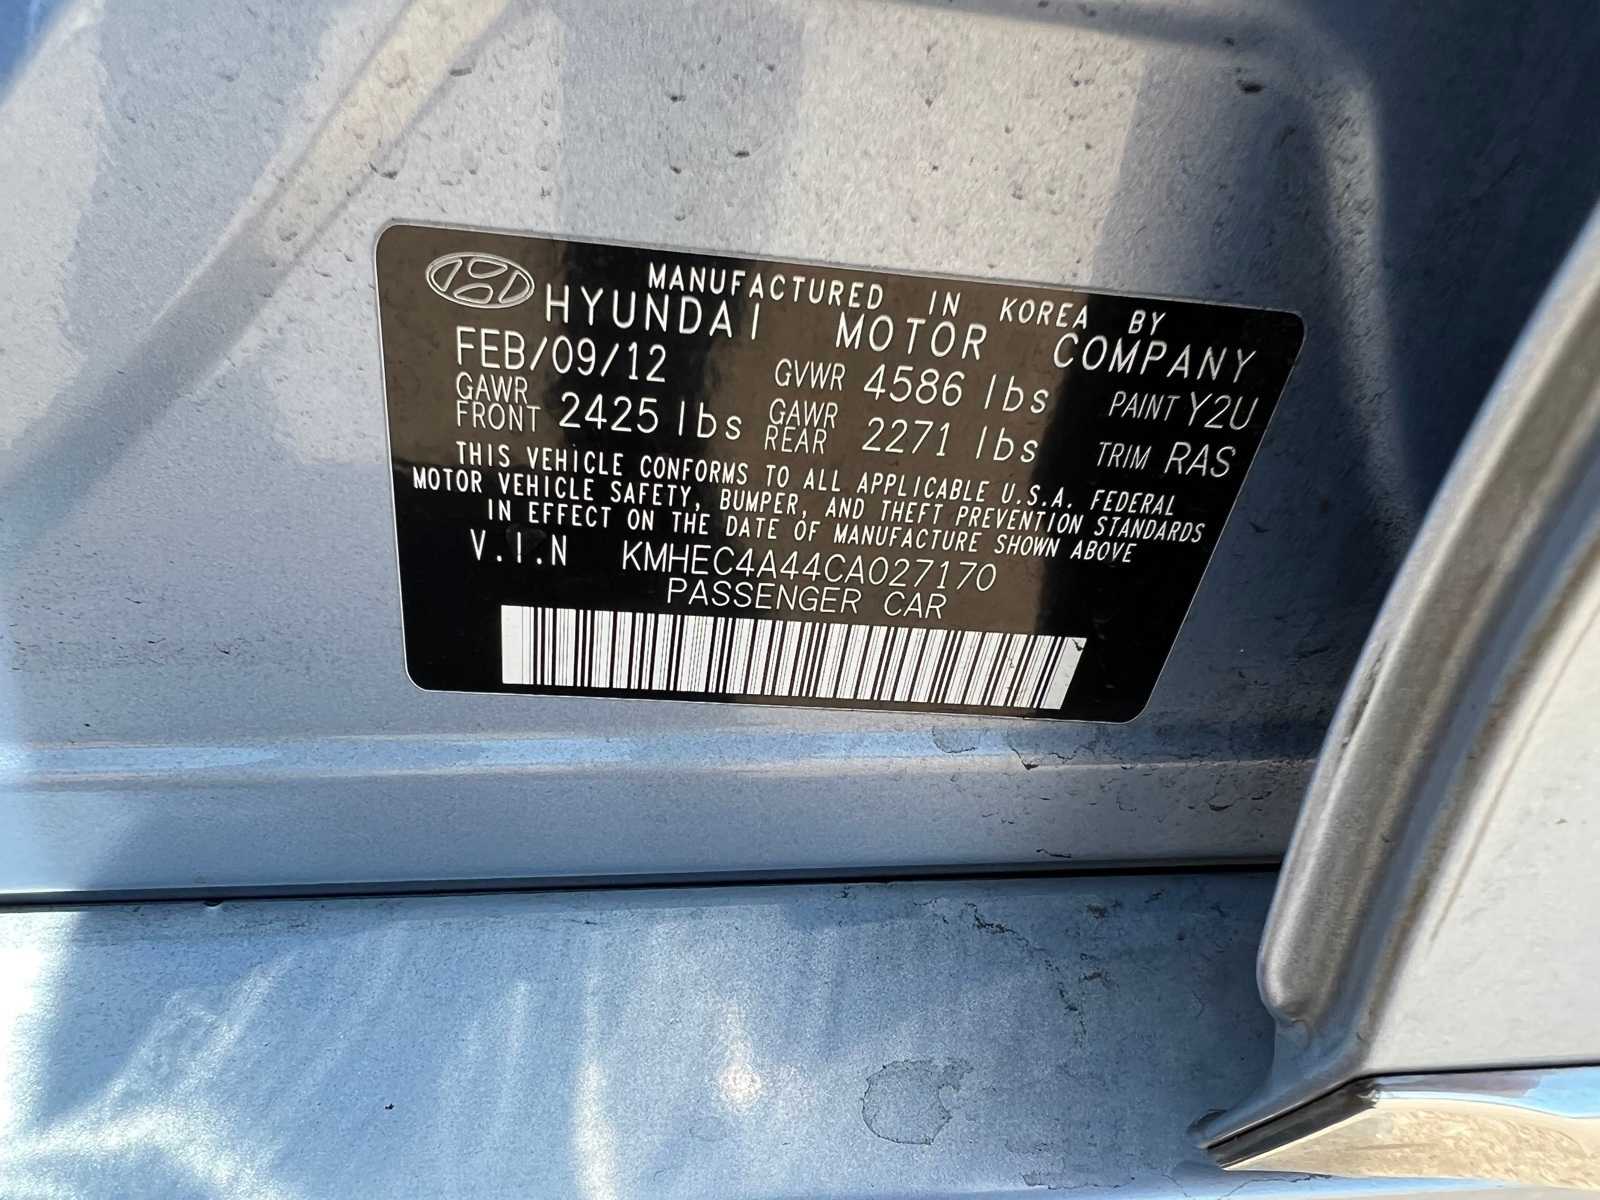 MANUFACTURED IN KOREA BY
HYUNDAI MOTOR COMPANY
FEB/09/12 GVWR 4586 lbs PAINT Y2U
GAWR FRONT 2425 lbs GAWR REAR 2271 lbs TRIM RAS
THIS VEHICLE CONFORMS TO ALL APPLICABLE U.S.A. FEDERAL
MOTOR VEHICLE SAFETY, BUMPER, AND THEFT PREVENTION STANDARDS
IN EFFECT ON THE DATE OF MANUFACTURE SHOWN ABOVE
V.I.N KMHEC4A44CA027170
PASSENGER CAR